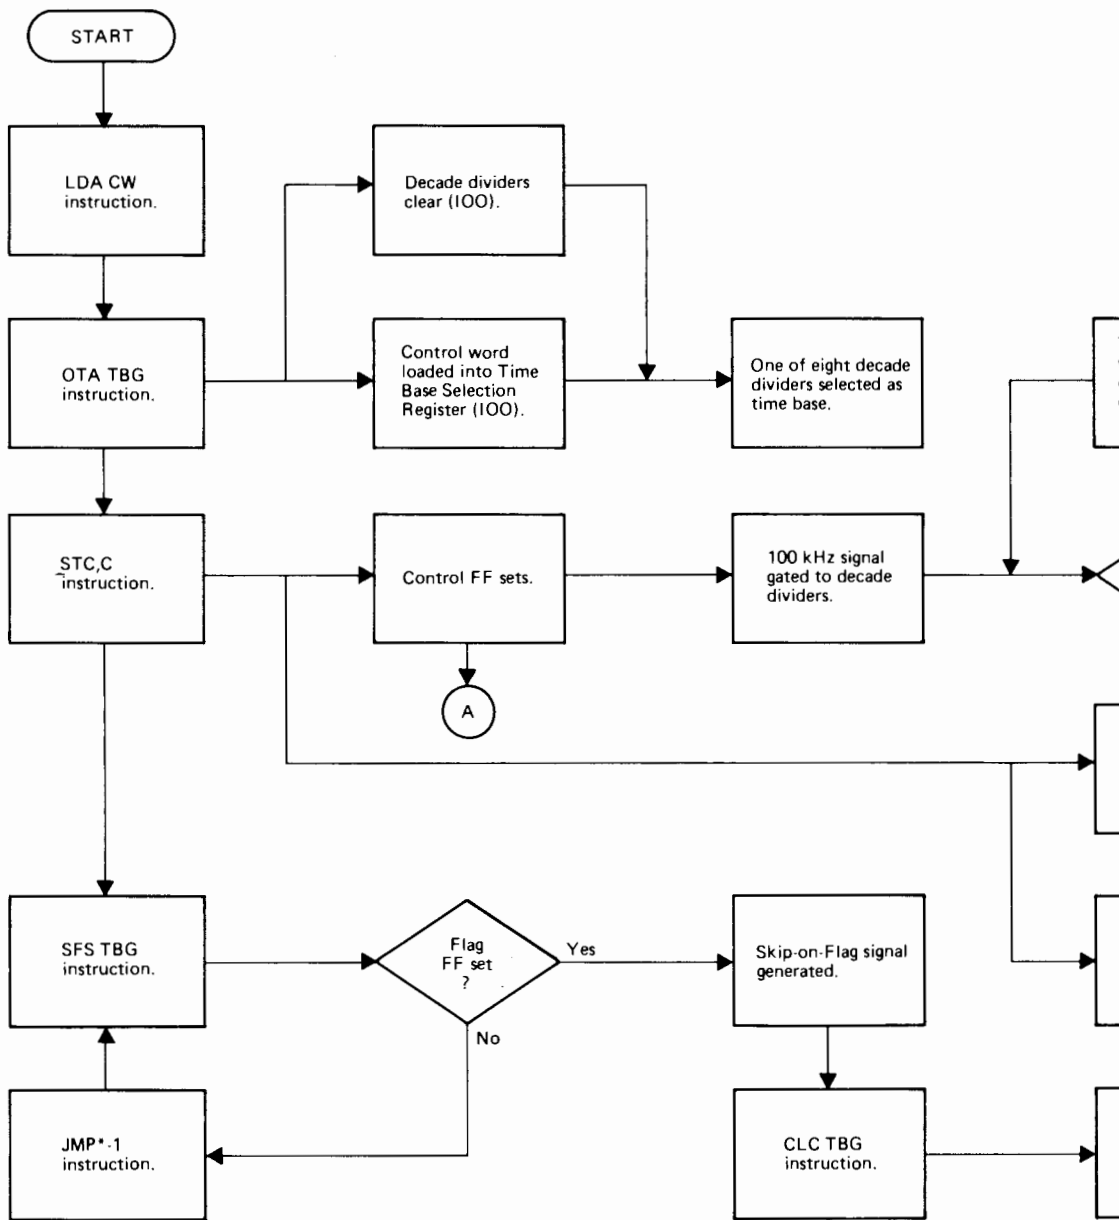 START
LDA CW
instruction.
Decade dividers
clear (IOO).
OTA TBG
instruction.
Control word
loaded into Time
Base Selection
Register (IOO).
One of eight decade
dividers selected as
time base.
STC,C
instruction.
Control FF sets.
100 kHz signal
gated to decade
dividers.
A
SFS TBG
instruction.
Flag
FF set
?
Yes
No
Skip-on-Flag signal
generated.
JMP*-1
instruction.
CLC TBG
instruction.